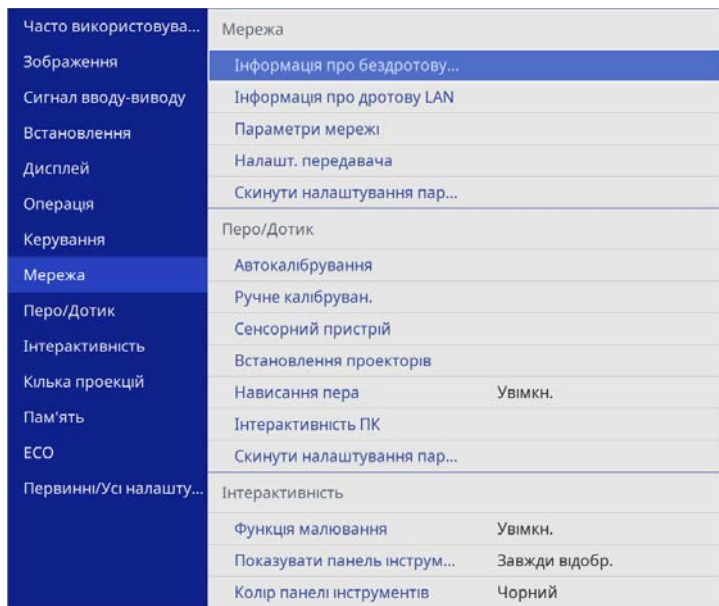 Часто використовува...
Зображення
Сигнал вводу-виводу
Встановлення
Дисплей
Операція
Керування
Мережа
Перо/Дотик
Інтерактивність
Кілька проекцій
Пам'ять
ECO
Первинні/Усі налашту...
Мережа
Інформація про бездротову...
Інформація про дротову LAN
Параметри мережі
Налашт. передавача
Скинути налаштування пар...
Перо/Дотик
Автокалібрування
Ручне калібруван.
Сенсорний пристрій
Встановлення проекторів
Нависання пера Увімкн.
Інтерактивність ПК
Скинути налаштування пар...
Інтерактивність
Функція малювання Увімкн.
Показувати панель інструм... Завжди відобр.
Колір панелі інструментів Чорний